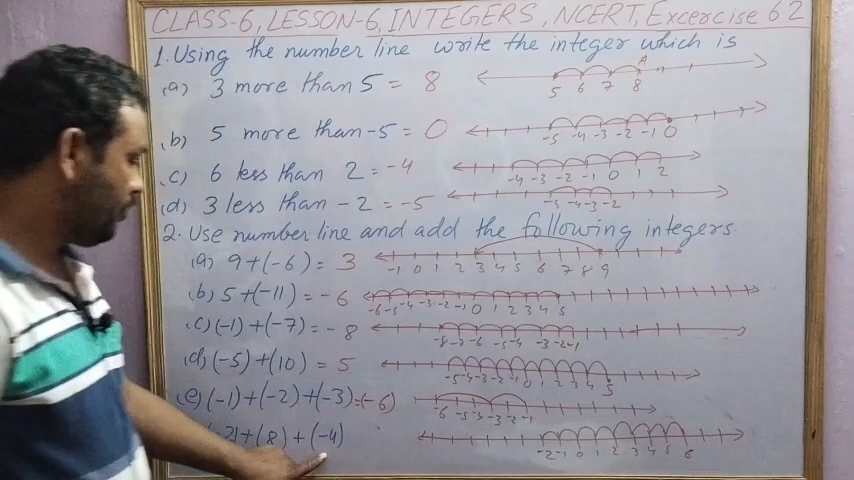 CLASS-6, LESSON-6, INTEGERS, NCERT, Excercise 6 2
1. Using the number line write the integer which is
(a) 3 more than 5 = 8
5 6 7 8 A
(b) 5 more than -5 = 0
-5 -4 -3 -2 -1 0
(c) 6 less than 2 = -4
-4 -3 -2 -1 0 1 2
(d) 3 less than -2 = -5
-5 -4 -3 -2
2. Use number line and add the following integers.
(a) 9 + (-6) = 3
-1 0 1 2 3 4 5 6 7 8 9
(b) 5 + (-11) = -6
-6 -5 -4 -3 -2 -1 0 1 2 3 4 5
(c) (-1) + (-7) = -8
-8 -7 -6 -5 -4 -3 -2 -1
(d) (-5) + (10) = 5
-5 -4 -3 -2 -1 0 1 2 3 4 5
(e) (-1) + (-2) + (-3) = (-6)
-6 -5 -4 -3 -2 -1
2) + (8) + (-4)
-2 -1 0 1 2 3 4 5 6